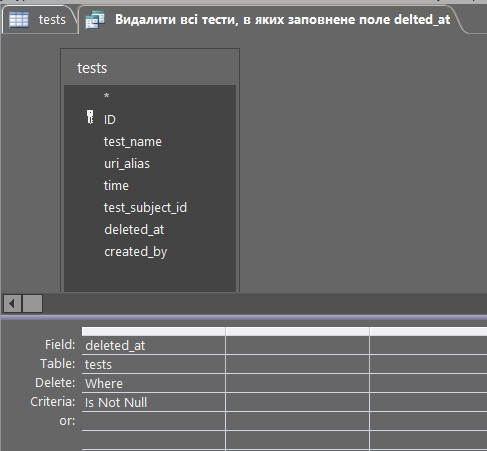 tests
Видалити всі тести, в яких заповнене поле delted_at
tests
*
ID
test_name
uri_alias
time
test_subject_id
deleted_at
created_by
Field: deleted_at
Table: tests
Delete: Where
Criteria: Is Not Null
or: